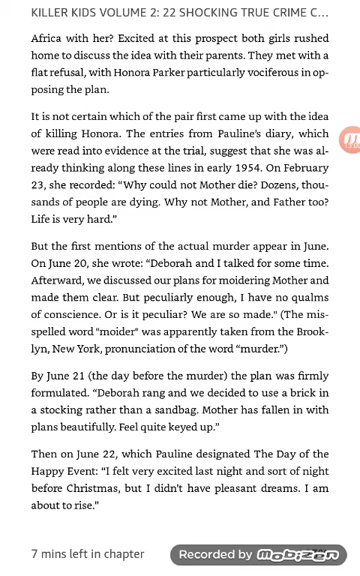 KILLER KIDS VOLUME 2: 22 SHOCKING TRUE CRIME C...
Africa with her? Excited at this prospect both girls rushed
home to discuss the idea with their parents. They met with a
flat refusal, with Honora Parker particularly vociferous in op-
posing the plan.
It is not certain which of the pair first came up with the idea
of killing Honora. The entries from Pauline's diary, which
were read into evidence at the trial, suggest that she was al-
ready thinking along these lines in early 1954. On February
23, she recorded: "Why could not Mother die? Dozens, thou-
sands of people are dying. Why not Mother, and Father too?
Life is very hard."
But the first mentions of the actual murder appear in June.
On June 20, she wrote: "Deborah and I talked for some time.
Afterward, we discussed our plans for moidering Mother and
made them clear. But peculiarly enough, I have no qualms
of conscience. Or is it peculiar? We are so made." (The mis-
spelled word "moider" was apparently taken from the Brook-
lyn, New York, pronunciation of the word "murder.")
By June 21 (the day before the murder) the plan was firmly
formulated. "Deborah rang and we decided to use a brick in
a stocking rather than a sandbag. Mother has fallen in with
plans beautifully. Feel quite keyed up."
Then on June 22, which Pauline designated The Day of the
Happy Event: "I felt very excited last night and sort of night
before Christmas, but I didn't have pleasant dreams. I am
about to rise."
7 mins left in chapter
Recorded by Mobizen